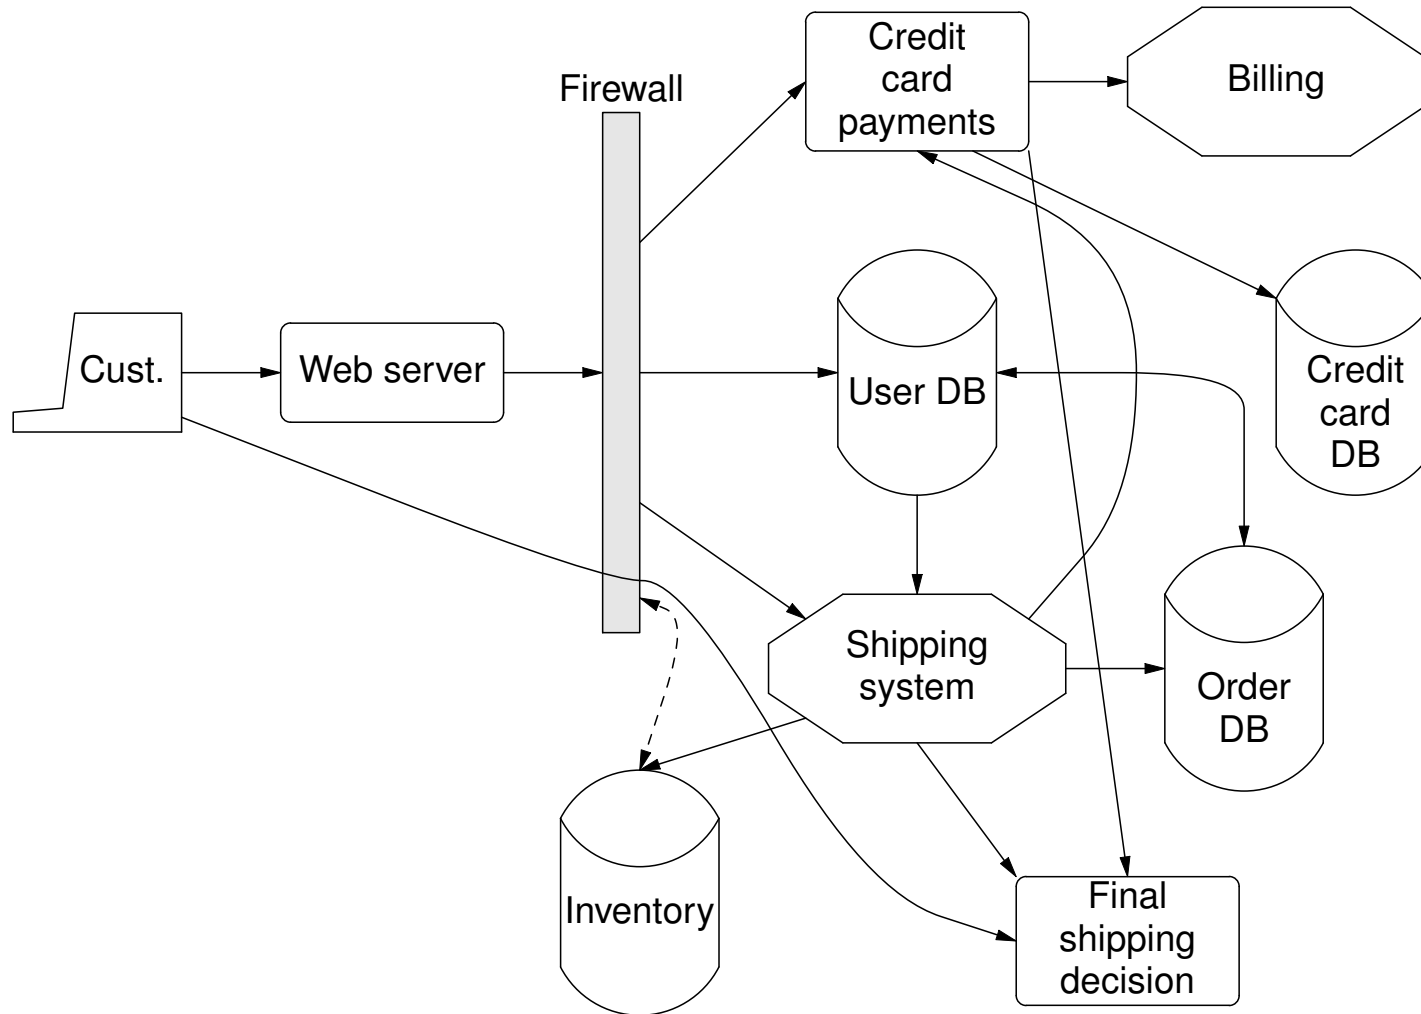 Credit
card
payments
Billing
Firewall
Cust.
Web server
User DB
Credit
card
DB
Shipping
system
Order
DB
Inventory
Final
shipping
decision